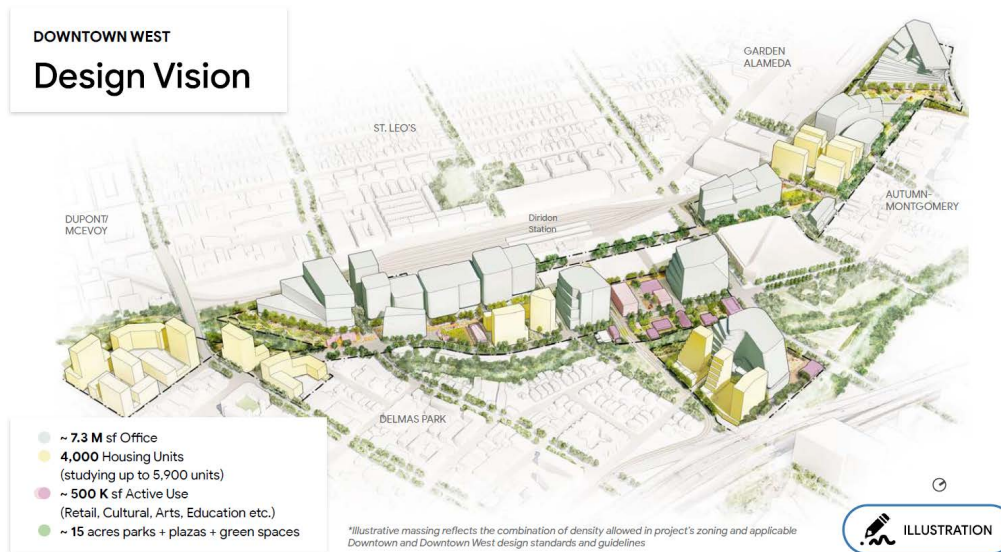 DOWNTOWN WEST
Design Vision
GARDEN
ALAMEDA
ST. LEO'S
DUPONT/
MCEVOY
Diridon
Station
AUTUMN-
MONTGOMERY
DELMAS PARK
~ 7.3 M sf Office
4,000 Housing Units
(studying up to 5,900 units)
~ 500 K sf Active Use
(Retail, Cultural, Arts, Education etc.)
~ 15 acres parks + plazas + green spaces
*Illustrative massing reflects the combination of density allowed in project's zoning and applicable
Downtown and Downtown West design standards and guidelines
ILLUSTRATION